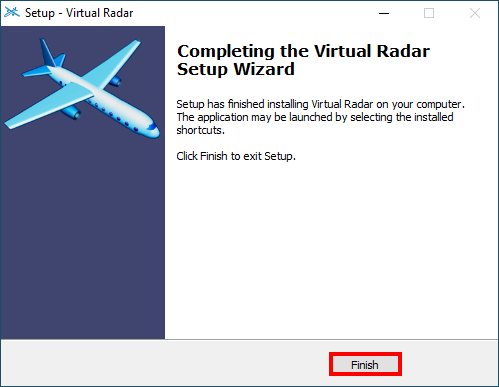 Setup - Virtual Radar
Completing the Virtual Radar
Setup Wizard
Setup has finished installing Virtual Radar on your computer.
The application may be launched by selecting the installed
shortcuts.
Click Finish to exit Setup.
Finish